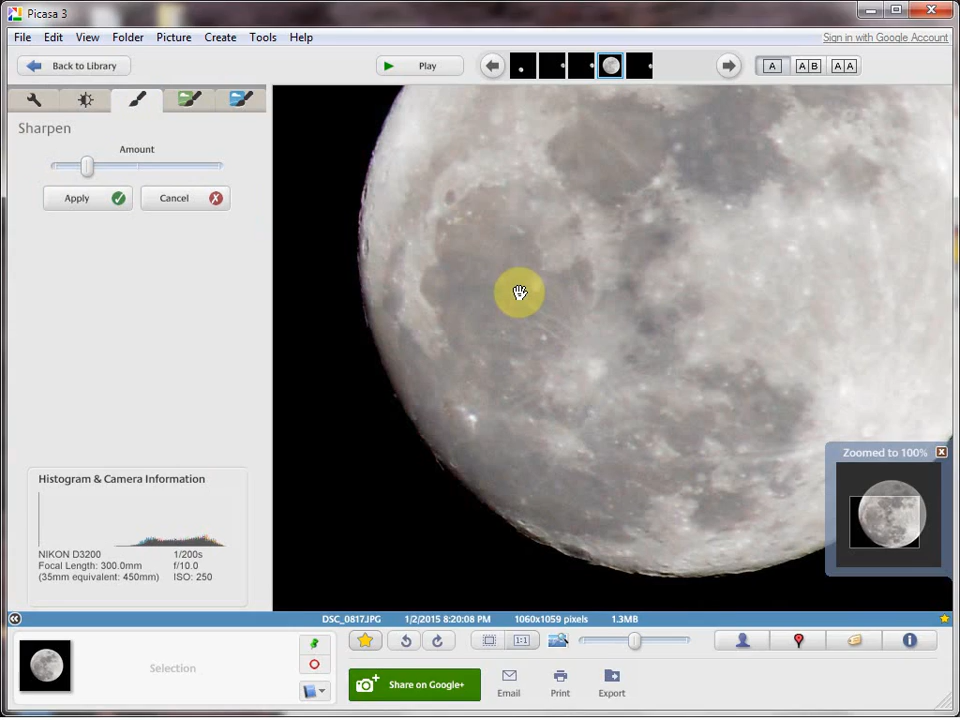 Picasa 3
File Edit View Folder Picture Create Tools Help
Sign in with Google Account
Back to Library
Play
A AB AA
Sharpen
Amount
Apply Cancel
Zoomed to 100%
Histogram & Camera Information
NIKON D3200 1/200s
Focal Length: 300.0mm f/10.0
(35mm equivalent: 450mm) ISO: 250
DSC_0817.JPG 1/2/2015 8:20:08 PM 1060x1059 pixels 1.3MB
1:1
Selection
Share on Google+
Email Print Export